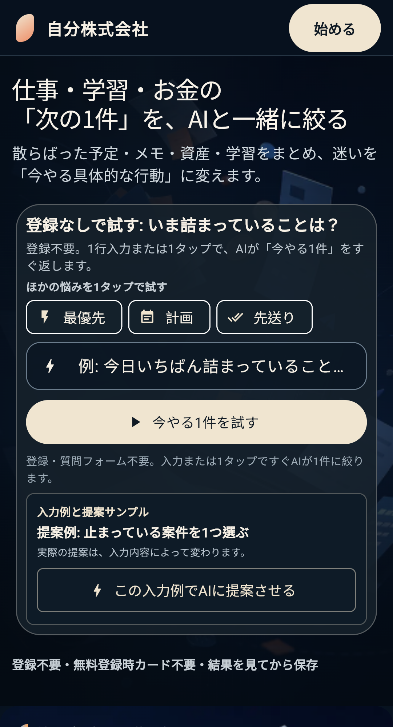 自分株式会社
始める
仕事・学習・お金の
「次の1件」を、AIと一緒に絞る
散らばった予定・メモ・資産・学習をまとめ、迷いを
「今やる具体的な行動」に変えます。
登録なしで試す: いま詰まっていることは？
登録不要。1行入力または1タップで、AIが「今やる1件」をす
ぐ返します。
ほかの悩みを1タップで試す
最優先
計画
先送り
例: 今日いちばん詰まっていること...
今やる1件を試す
登録・質問フォーム不要。入力または1タップですぐAIが1件に絞り
ます。
入力例と提案サンプル
提案例: 止まっている案件を1つ選ぶ
実際の提案は、入力内容によって変わります。
この入力例でAIに提案させる
登録不要・無料登録時カード不要・結果を見てから保存